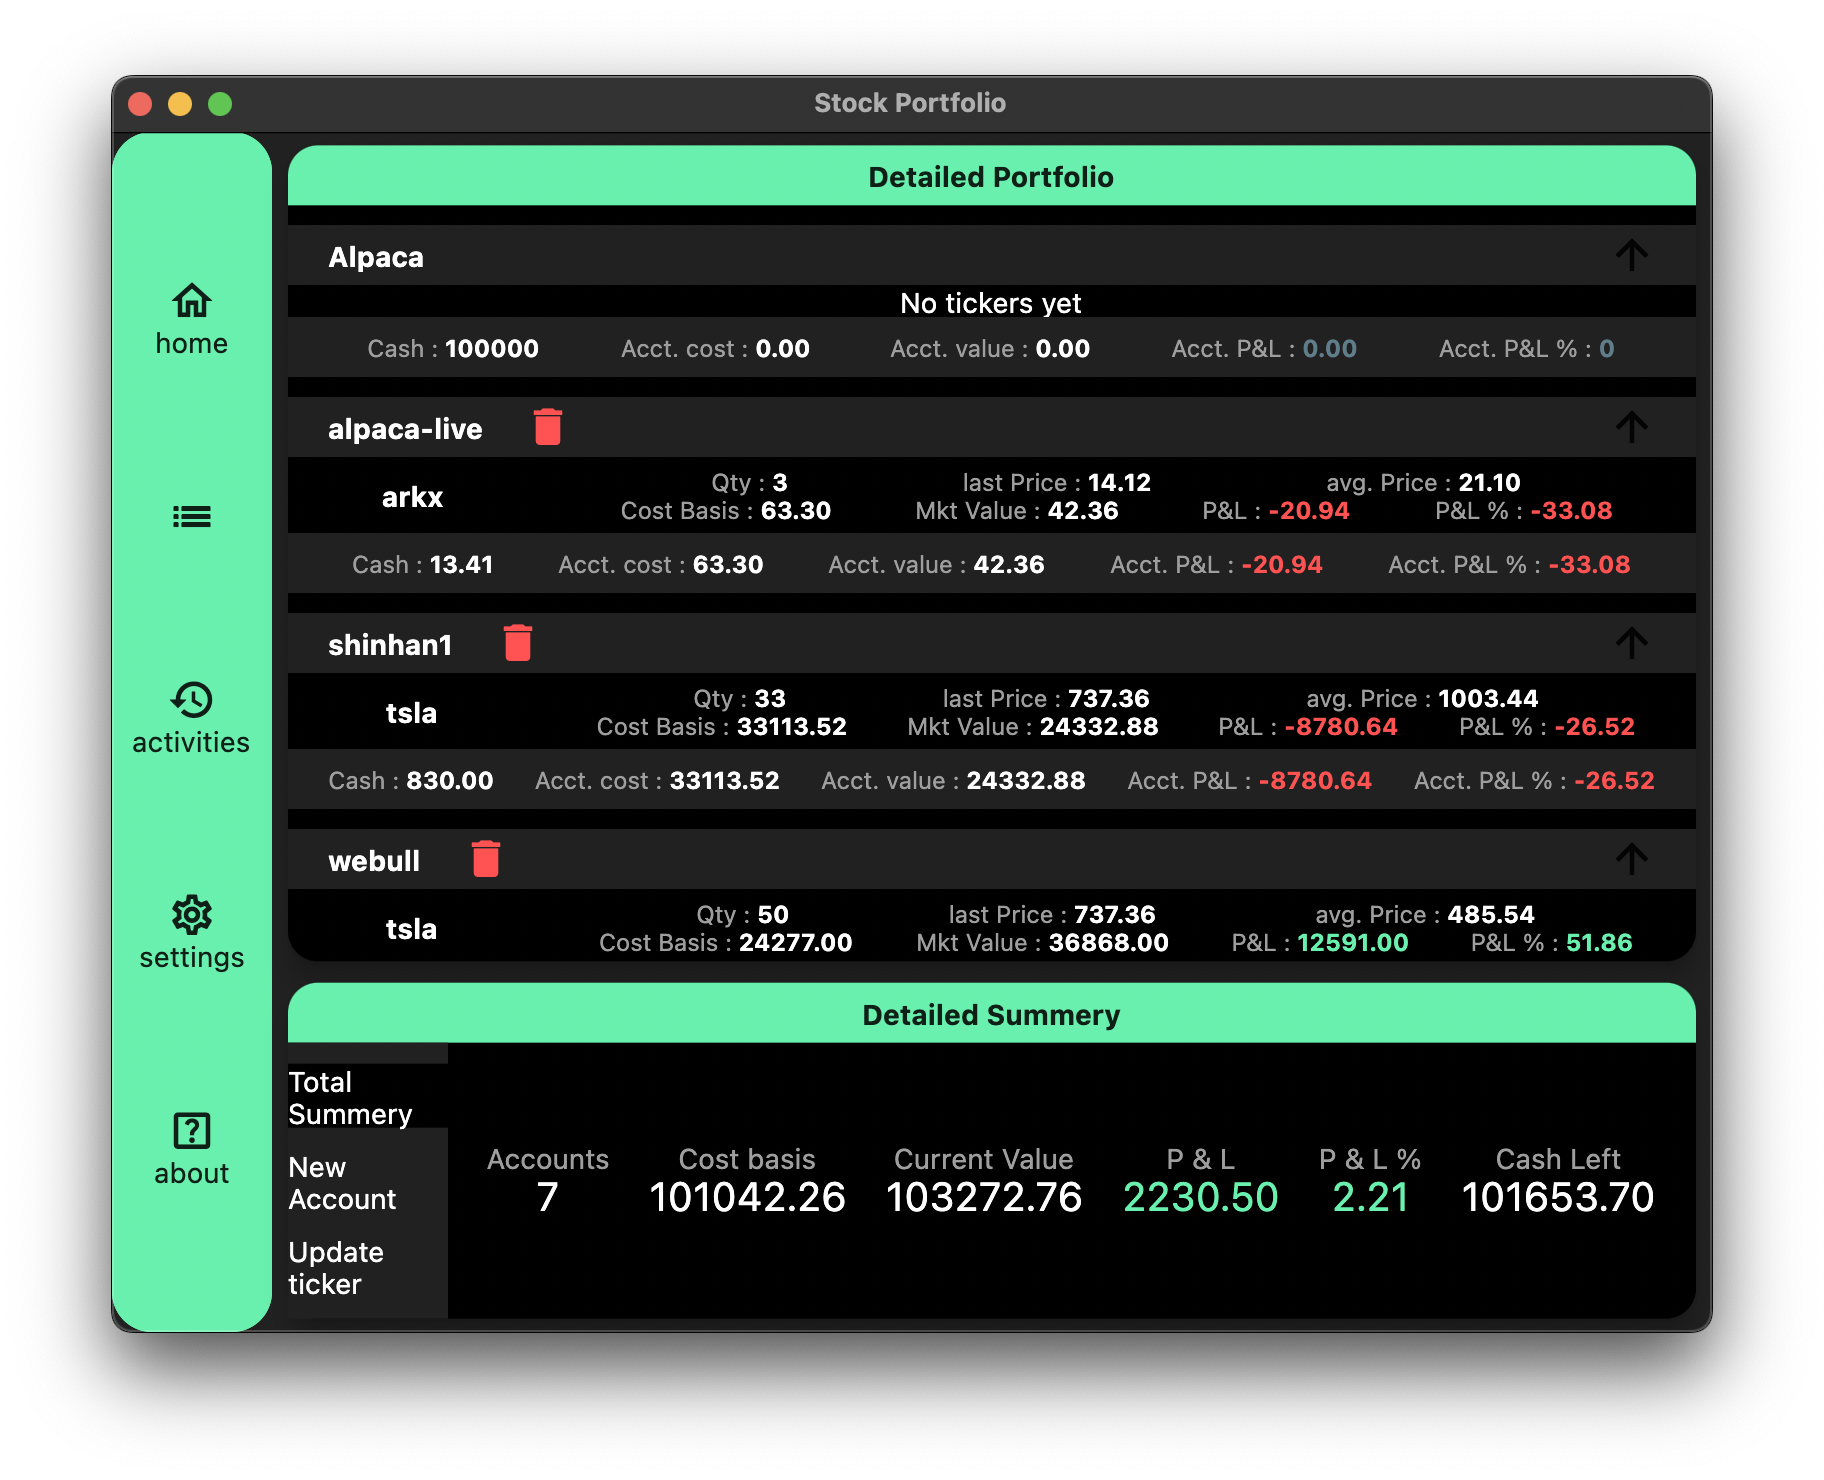 Stock Portfolio
home
activities
settings
about
Detailed Portfolio
Alpaca
No tickers yet
Cash : 100000 Acct. cost : 0.00 Acct. value : 0.00 Acct. P&L : 0.00 Acct. P&L % : 0
alpaca-live
arkx
Qty : 3 last Price : 14.12 avg. Price : 21.10
Cost Basis : 63.30 Mkt Value : 42.36 P&L : -20.94 P&L % : -33.08
Cash : 13.41 Acct. cost : 63.30 Acct. value : 42.36 Acct. P&L : -20.94 Acct. P&L % : -33.08
shinhan1
tsla
Qty : 33 last Price : 737.36 avg. Price : 1003.44
Cost Basis : 33113.52 Mkt Value : 24332.88 P&L : -8780.64 P&L % : -26.52
Cash : 830.00 Acct. cost : 33113.52 Acct. value : 24332.88 Acct. P&L : -8780.64 Acct. P&L % : -26.52
webull
tsla
Qty : 50 last Price : 737.36 avg. Price : 485.54
Cost Basis : 24277.00 Mkt Value : 36868.00 P&L : 12591.00 P&L % : 51.86
Detailed Summery
Total
Summery
New
Account
Update
ticker
Accounts Cost basis Current Value P & L P & L % Cash Left
7 101042.26 103272.76 2230.50 2.21 101653.70